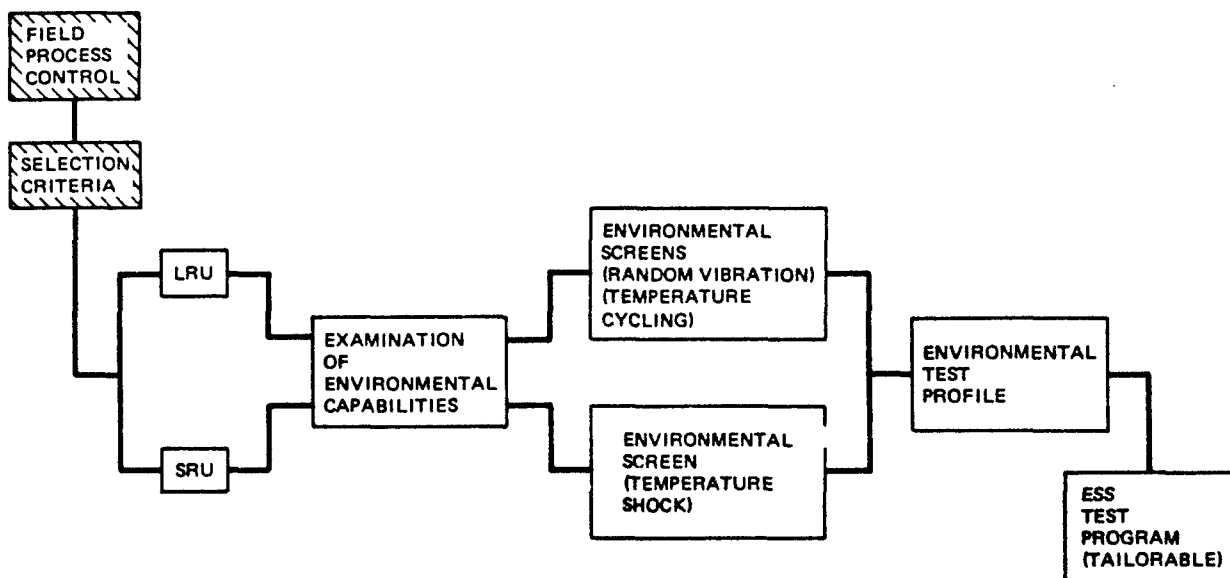 FIELD
PROCESS
CONTROL
SELECTION
CRITERIA
LRU
SRU
EXAMINATION
OF
ENVIRONMENTAL
CAPABILITIES
ENVIRONMENTAL
SCREENS
(RANDOM VIBRATION)
(TEMPERATURE
CYCLING)
ENVIRONMENTAL
SCREEN
(TEMPERATURE
SHOCK)
ENVIRONMENTAL
TEST
PROFILE
ESS
TEST
PROGRAM
(TAILORABLE)